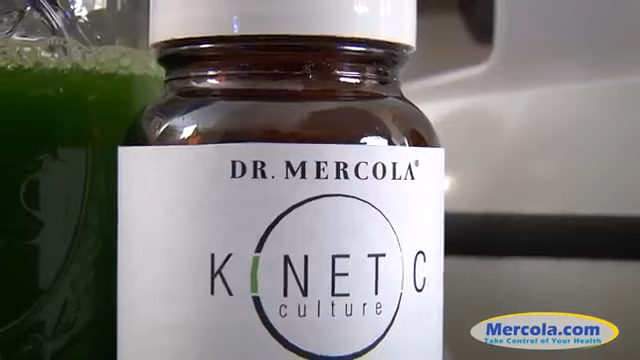 DR. MERCOLA®
KINETIC
culture
Mercola.com
Take Control of Your Health